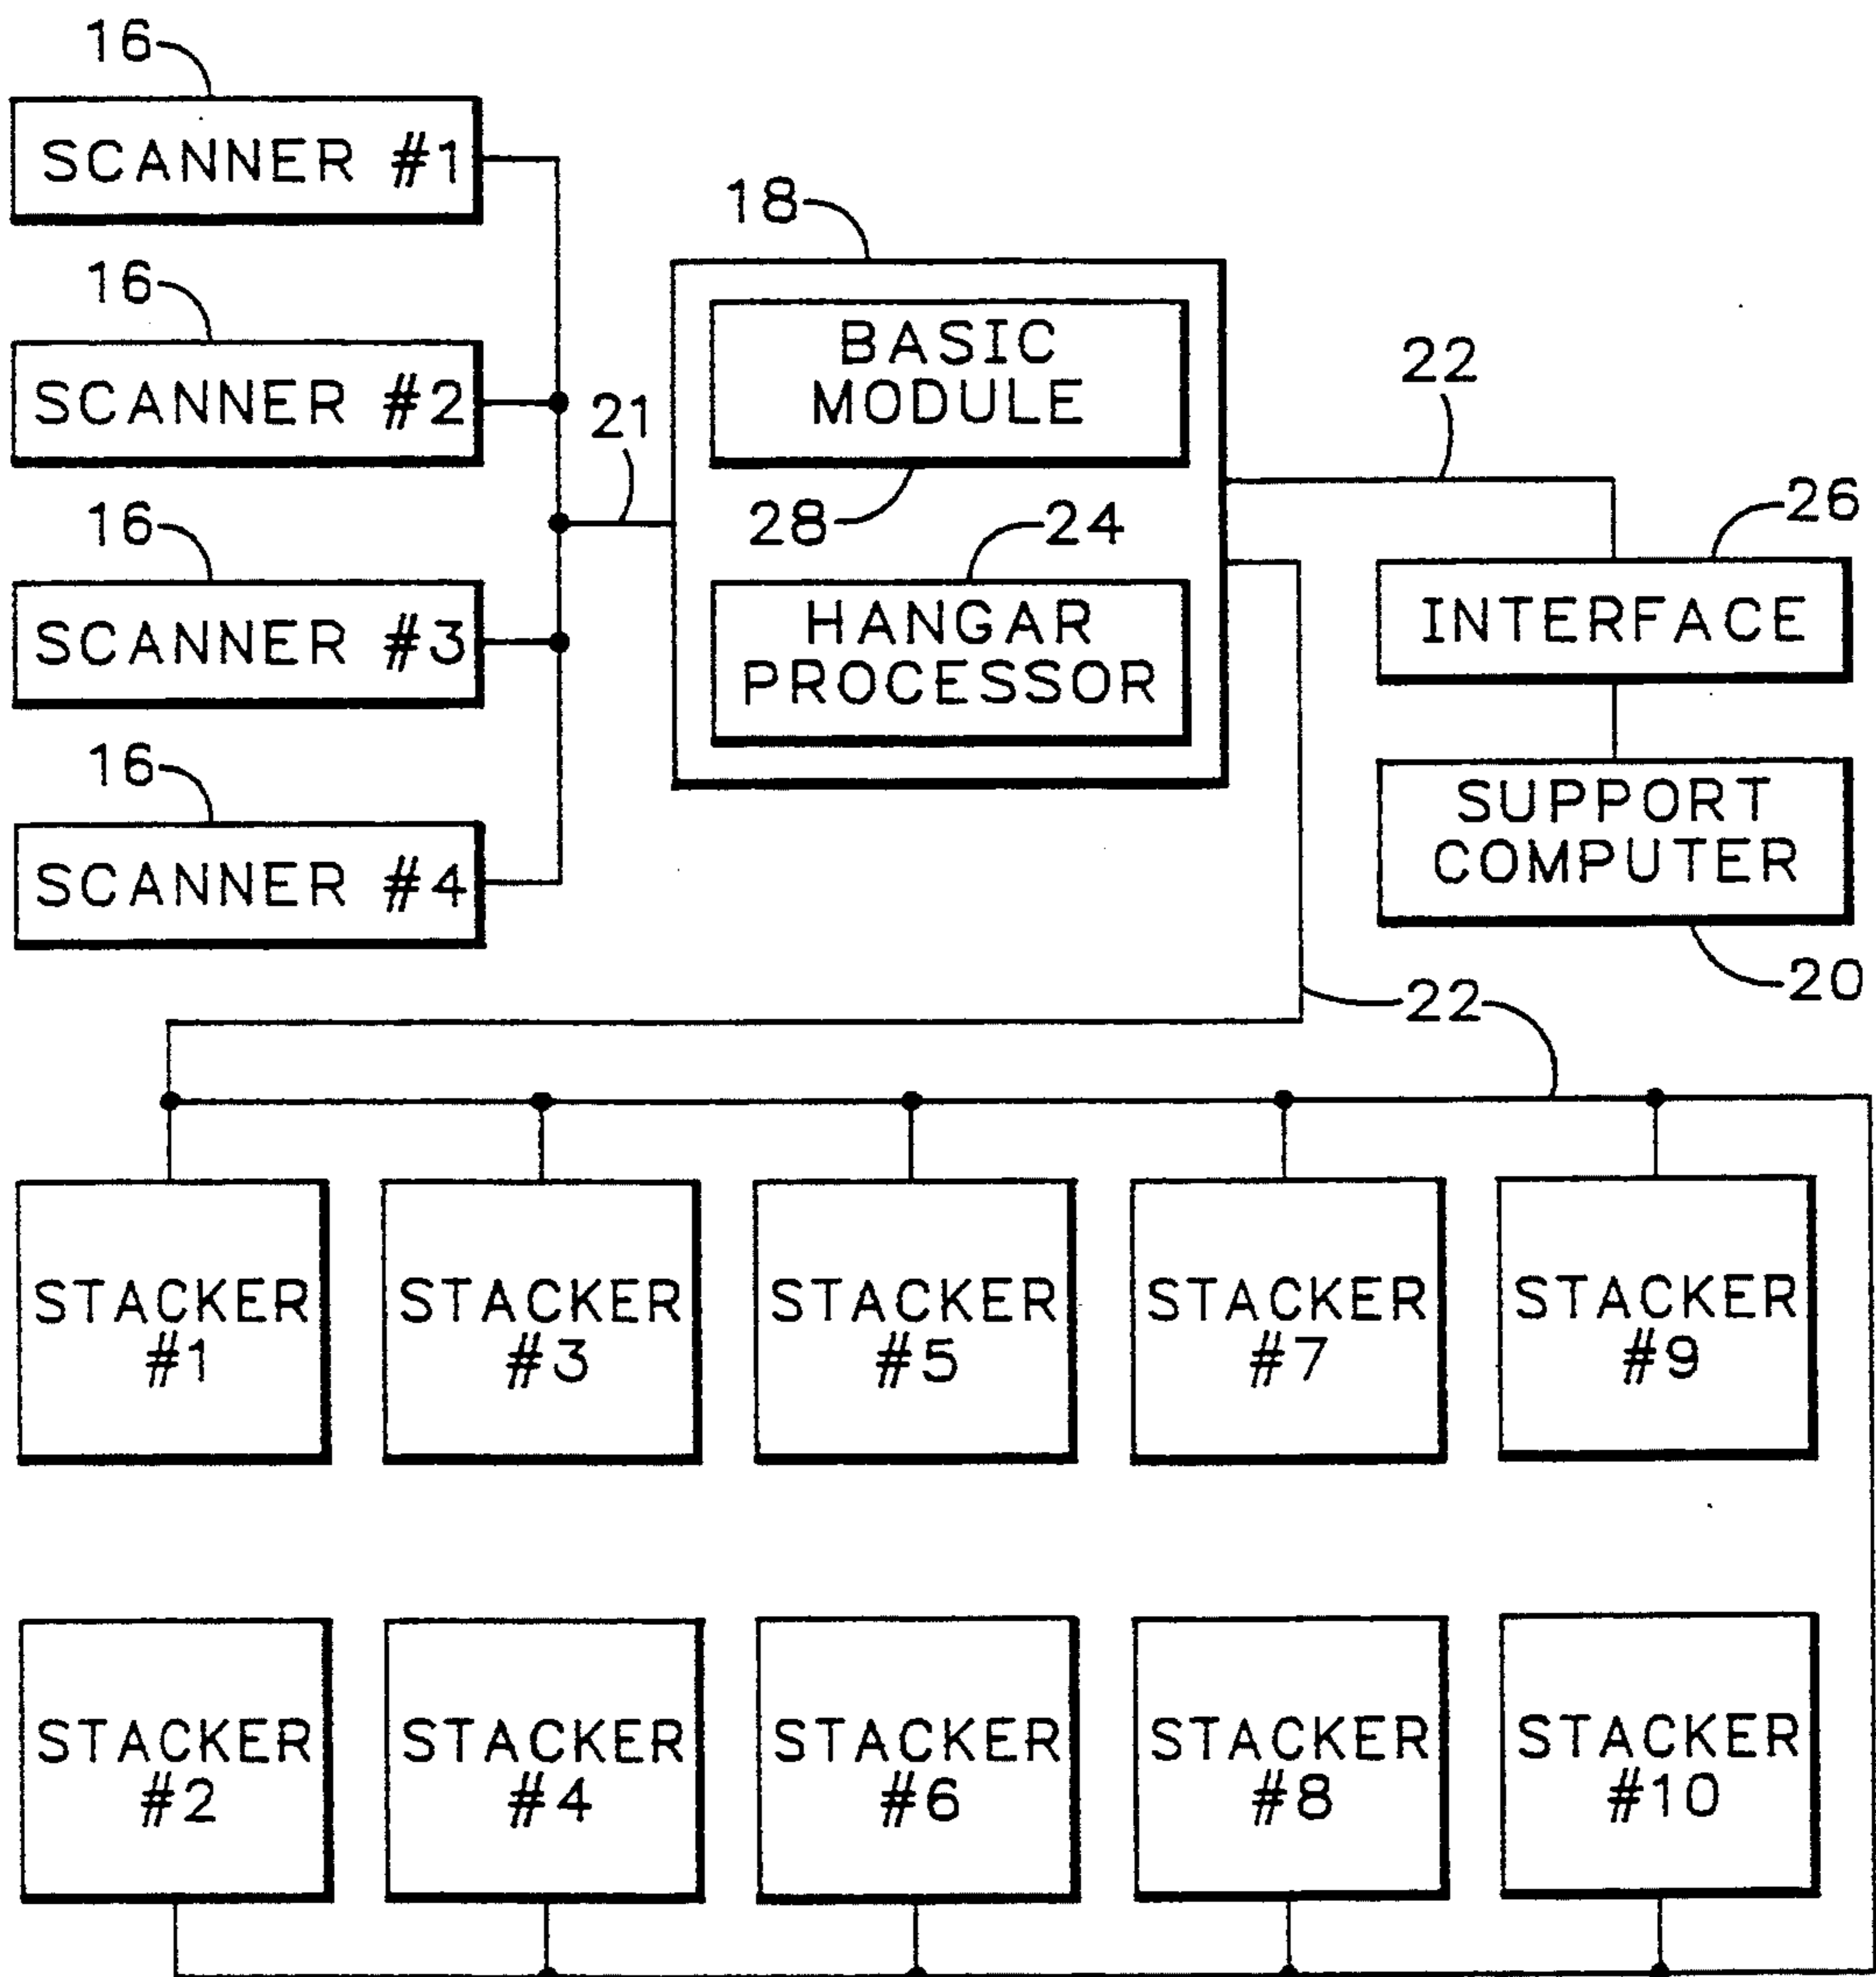 16
SCANNER #1
16
SCANNER #2
16
SCANNER #3
16
SCANNER #4
21
18
BASIC
MODULE
28
24
HANGAR
PROCESSOR
22
26
INTERFACE
SUPPORT
COMPUTER
20
22
STACKER
#1
STACKER
#3
STACKER
#5
STACKER
#7
STACKER
#9
STACKER
#2
STACKER
#4
STACKER
#6
STACKER
#8
STACKER
#10